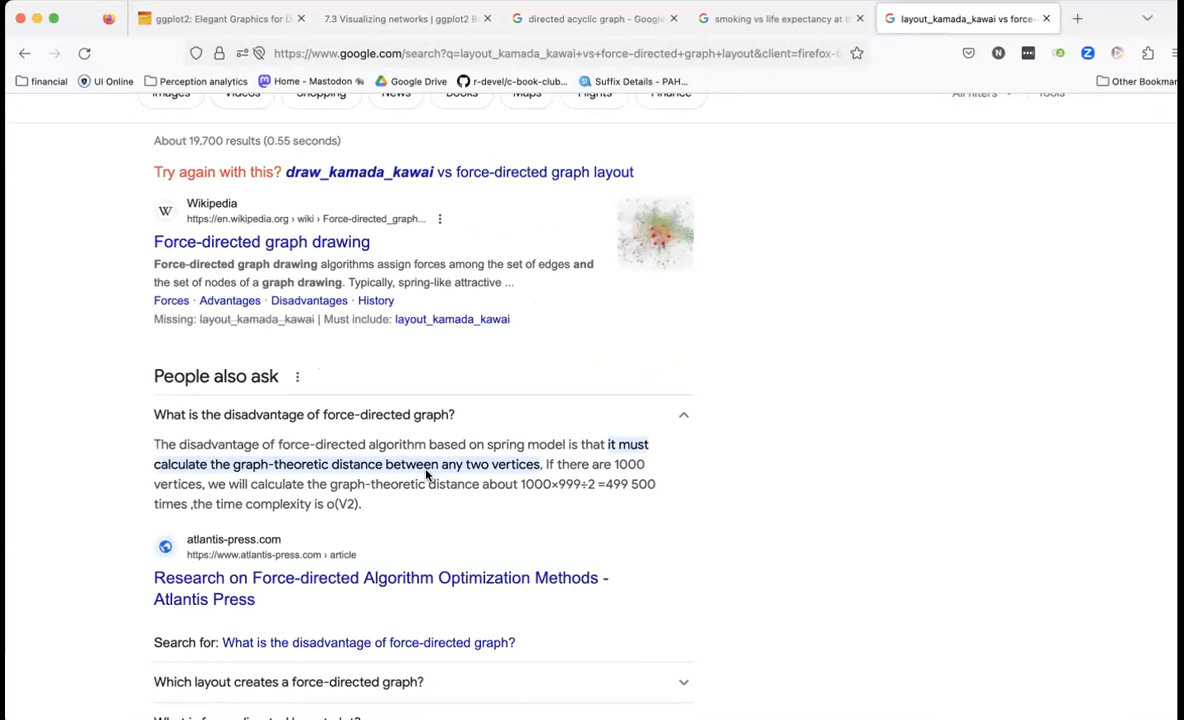 ggplot2: Elegant Graphics for D
7.3 Visualizing networks | ggplot2 B
directed acyclic graph - Google
smoking vs life expectancy at
layout_kamada_kawai vs force-
https://www.google.com/search?q=layout_kamada_kawai+vs+force-directed+graph+layout&client=firefox-
financial
UI Online
Perception analytics
Home - Mastodon
Google Drive
r-devel/c-book-club...
Suffix Details - PAH...
Other Bookmar
Images
Videos
Shopping
News
Books
Maps
Flights
Finance
All filters
Tools
About 19,700 results (0.55 seconds)
Try again with this? draw_kamada_kawai vs force-directed graph layout
Wikipedia
https://en.wikipedia.org › wiki › Force-directed_graph...
Force-directed graph drawing
Force-directed graph drawing algorithms assign forces among the set of edges and
the set of nodes of a graph drawing. Typically, spring-like attractive ...
Forces · Advantages · Disadvantages · History
Missing: layout_kamada_kawai | Must include: layout_kamada_kawai
People also ask
What is the disadvantage of force-directed graph?
The disadvantage of force-directed algorithm based on spring model is that it must
calculate the graph-theoretic distance between any two vertices. If there are 1000
vertices, we will calculate the graph-theoretic distance about 1000×999÷2 =499 500
times ,the time complexity is o(V2).
atlantis-press.com
https://www.atlantis-press.com › article
Research on Force-directed Algorithm Optimization Methods -
Atlantis Press
Search for: What is the disadvantage of force-directed graph?
Which layout creates a force-directed graph?